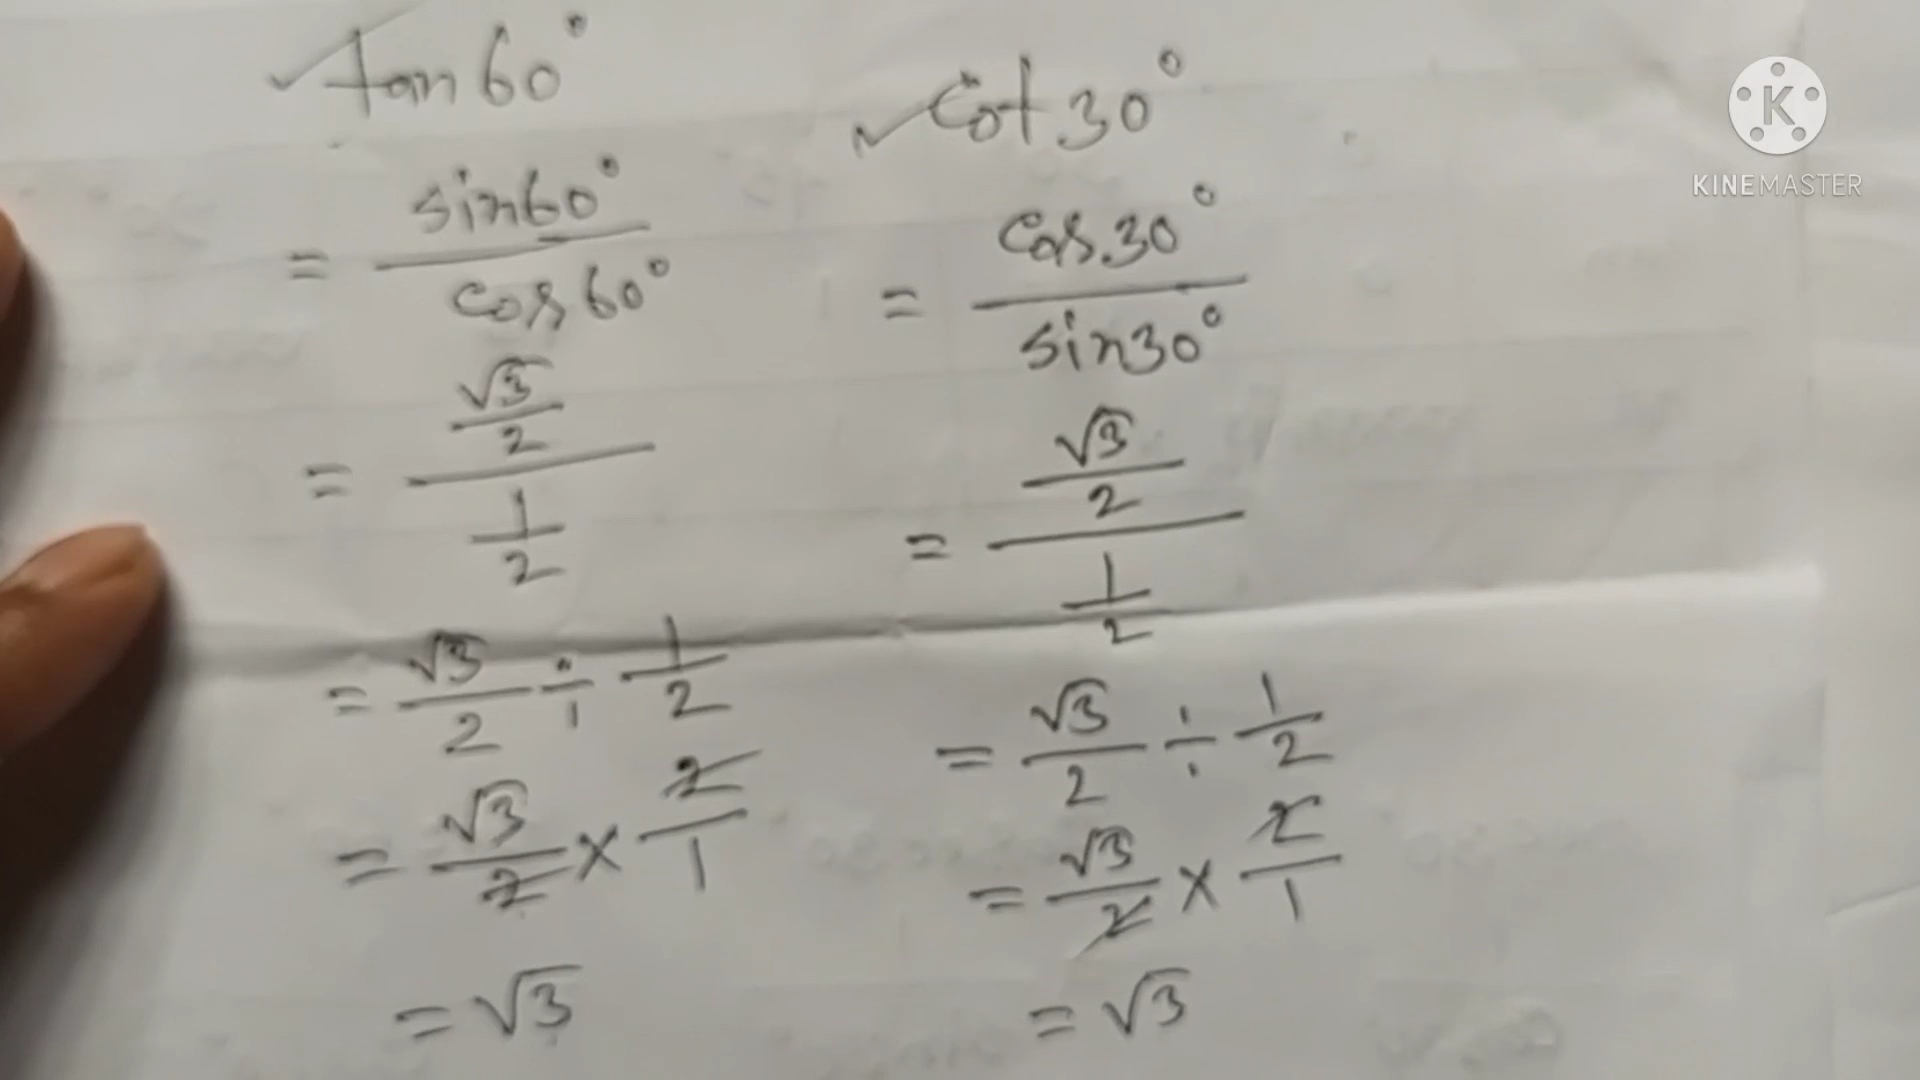 tan 60°
= sin60° / cos60°
= √3/2 / 1/2
= √3/2 ÷ 1/2
= √3/2 × 2/1
= √3
cot 30°
= cos 30° / sin30°
= √3/2 / 1/2
= √3/2 ÷ 1/2
= √3/2 × 2/1
= √3
K
KINEMASTER